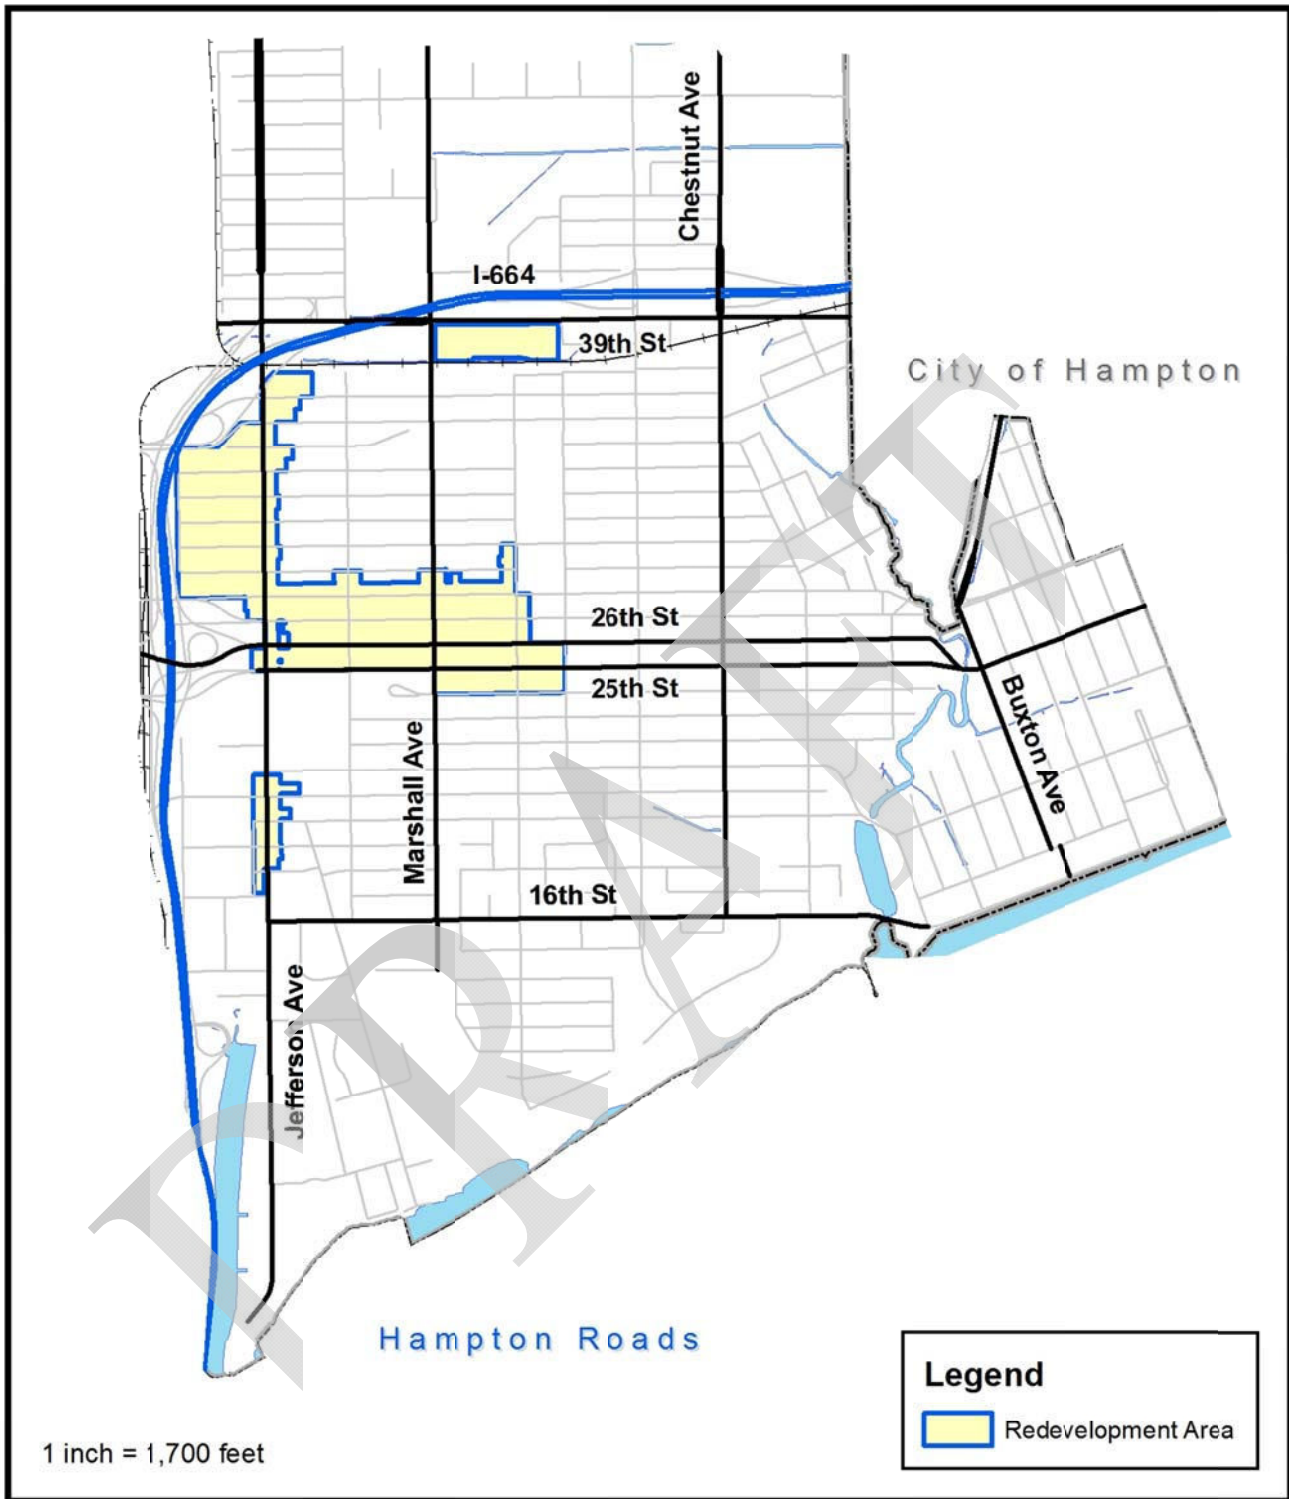 Chestnut Ave
I-664
39th St
City of Hampton
26th St
25th St
Buxton Ave
Marshall Ave
16th St
Jefferson Ave
DRAFT
Hampton Roads
Legend
Redevelopment Area
1 inch = 1,700 feet